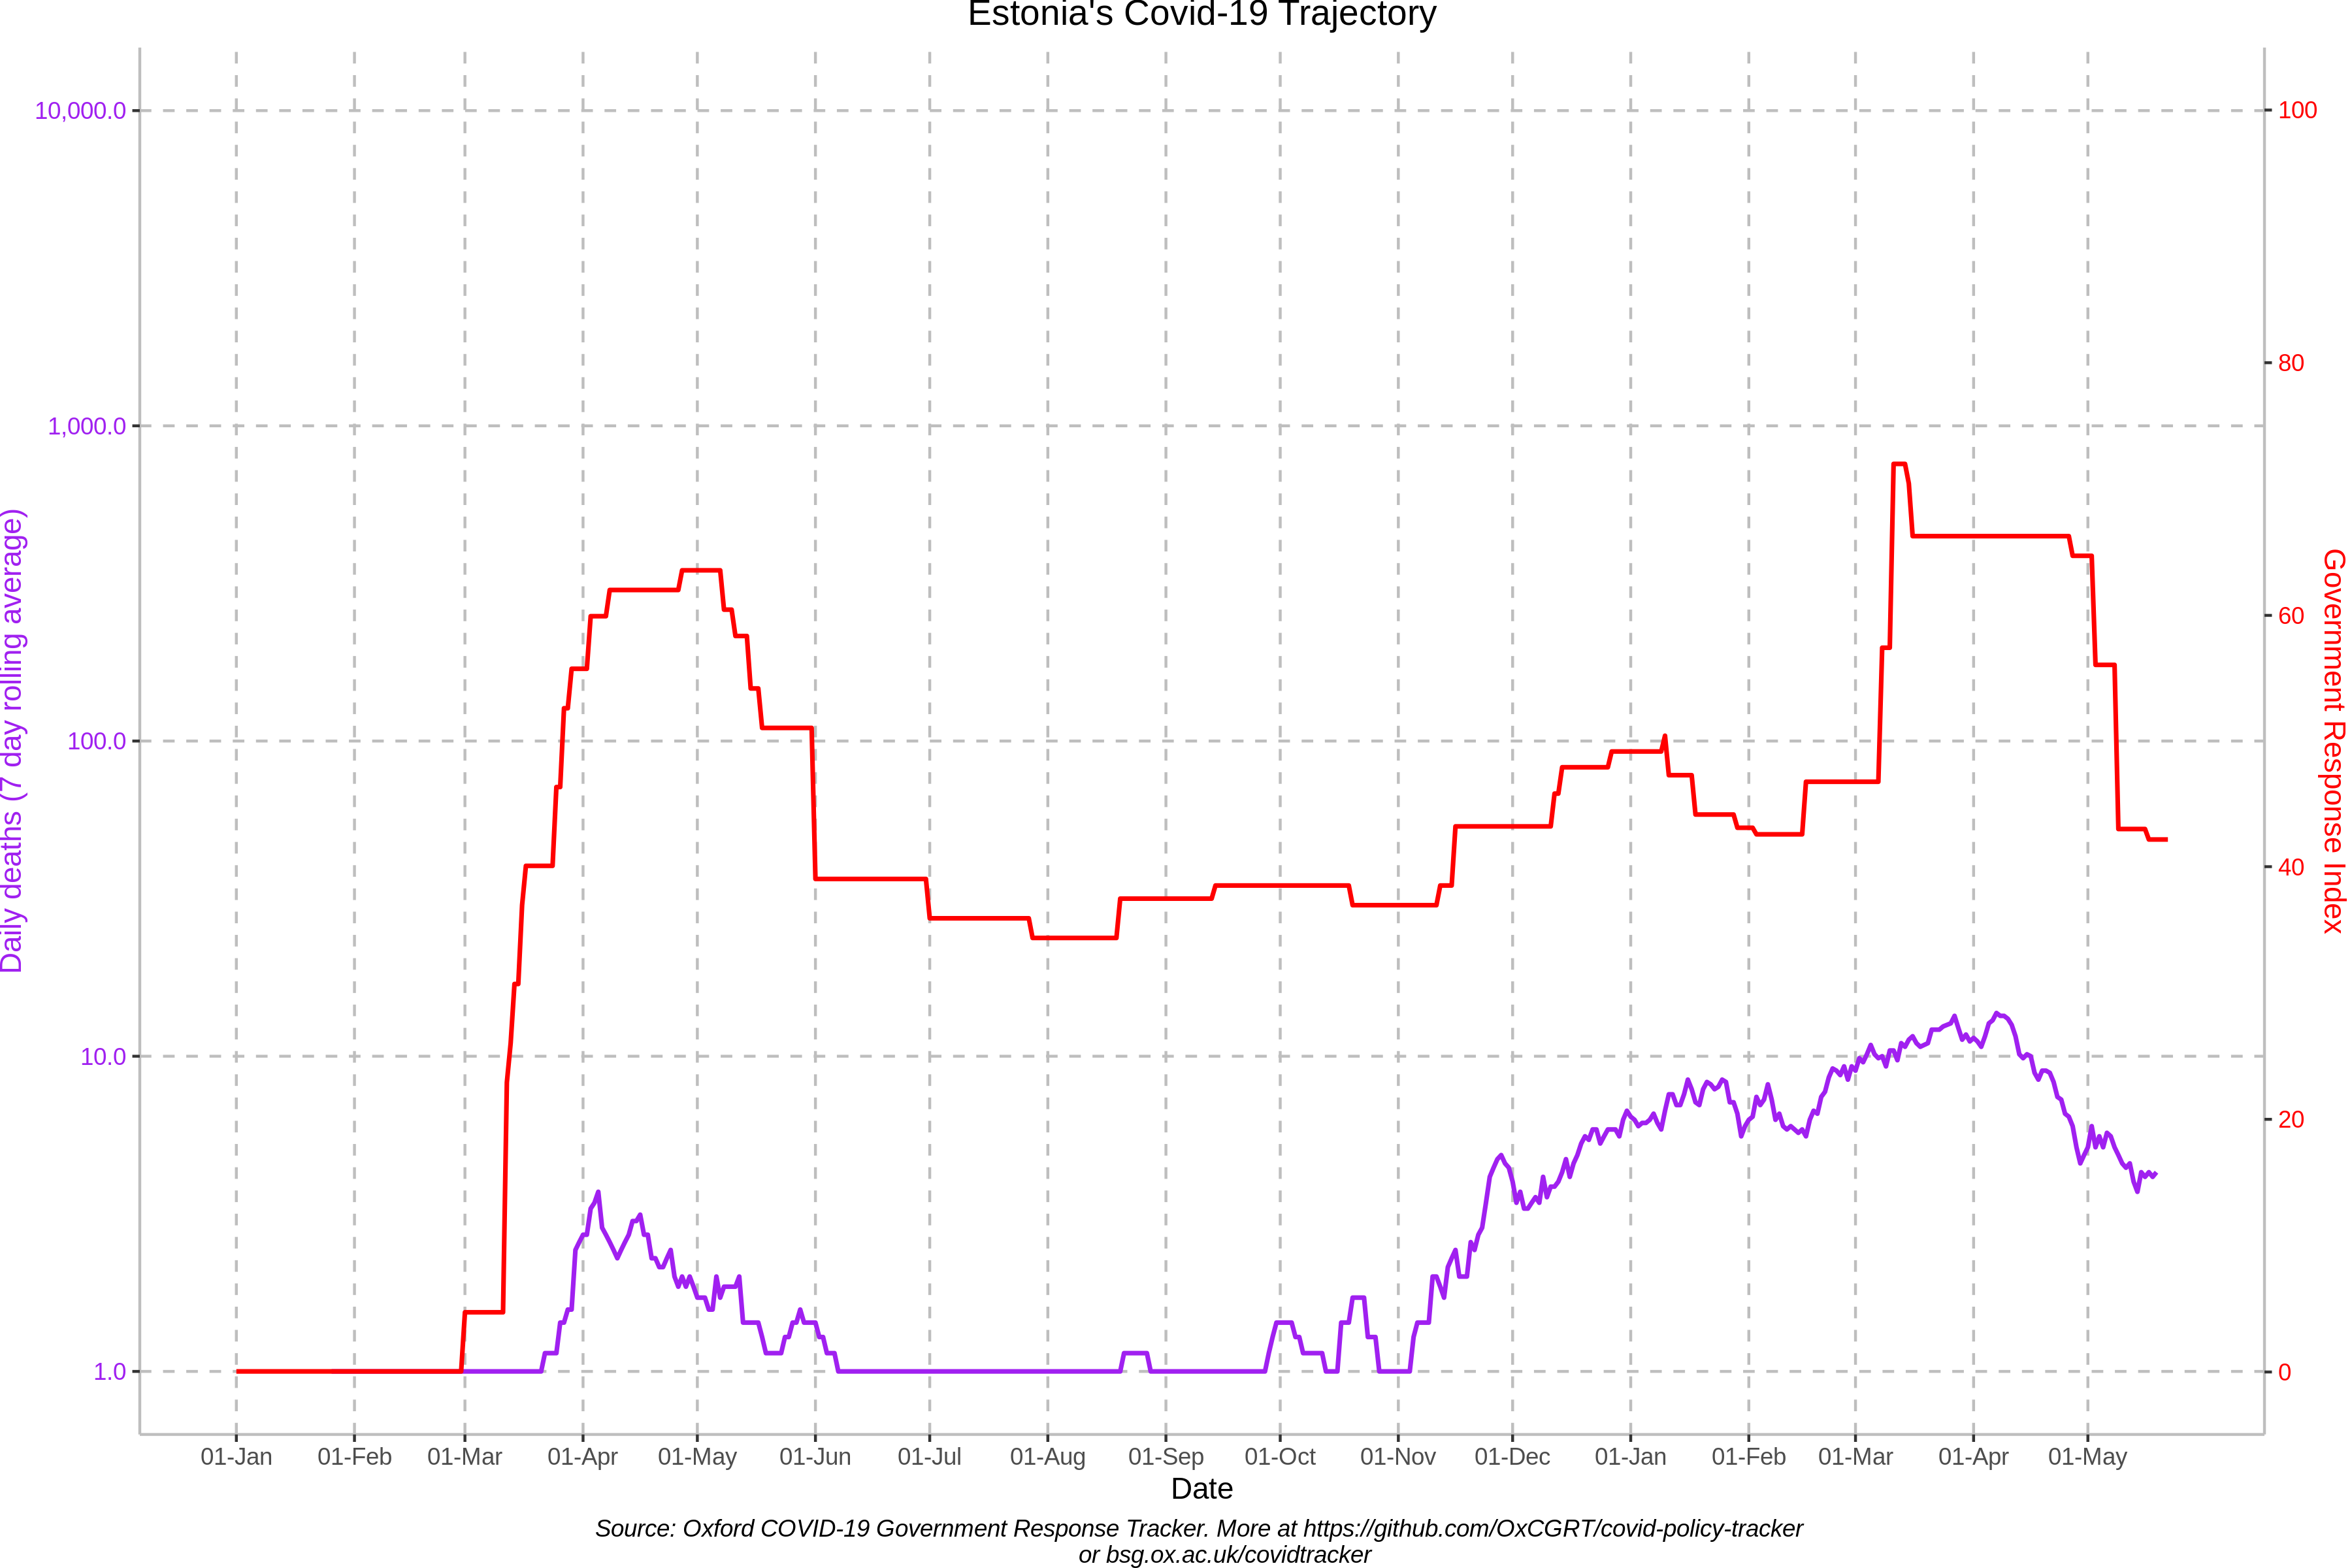 Estonia's Covid-19 Trajectory
10,000.0
1,000.0
100.0
10.0
1.0
Daily deaths (7 day rolling average)
100
80
60
40
20
0
Government Response Index
01-Jan 01-Feb 01-Mar 01-Apr 01-May 01-Jun 01-Jul 01-Aug 01-Sep 01-Oct 01-Nov 01-Dec 01-Jan 01-Feb 01-Mar 01-Apr 01-May
Date
Source: Oxford COVID-19 Government Response Tracker. More at https://github.com/OxCGRT/covid-policy-tracker
or bsg.ox.ac.uk/covidtracker